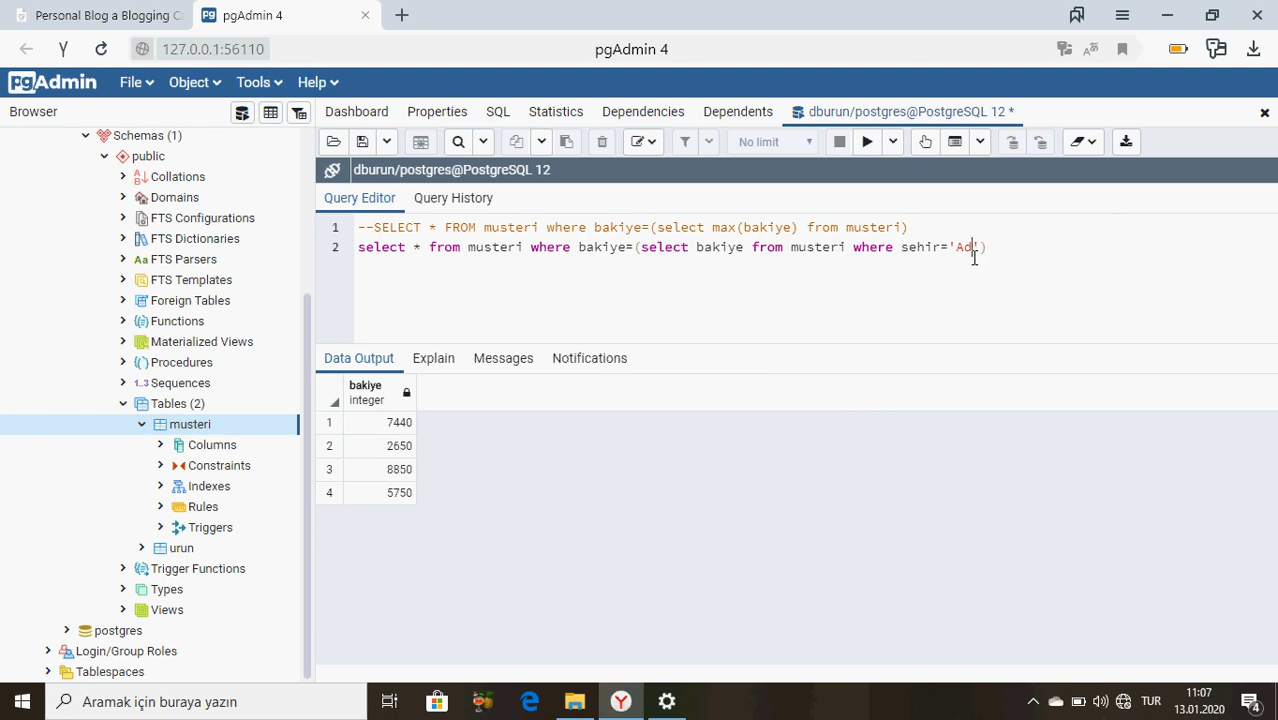 Personal Blog a Blogging Ca
pgAdmin 4
127.0.0.1:56110
pgAdmin 4
pgAdmin
File
Object
Tools
Help
Browser
Dashboard
Properties
SQL
Statistics
Dependencies
Dependents
dburun/postgres@PostgreSQL 12 *
Schemas (1)
public
Collations
Domains
FTS Configurations
FTS Dictionaries
FTS Parsers
FTS Templates
Foreign Tables
Functions
Materialized Views
Procedures
Sequences
Tables (2)
musteri
Columns
Constraints
Indexes
Rules
Triggers
urun
Trigger Functions
Types
Views
postgres
Login/Group Roles
Tablespaces
No limit
dburun/postgres@PostgreSQL 12
Query Editor
Query History
1 --SELECT * FROM musteri where bakiye=(select max(bakiye) from musteri)
2 select * from musteri where bakiye=(select bakiye from musteri where sehir='Ad')
Data Output
Explain
Messages
Notifications
bakiye
integer
1 7440
2 2650
3 8850
4 5750
Aramak için buraya yazın
TUR
11:07
13.01.2020
4